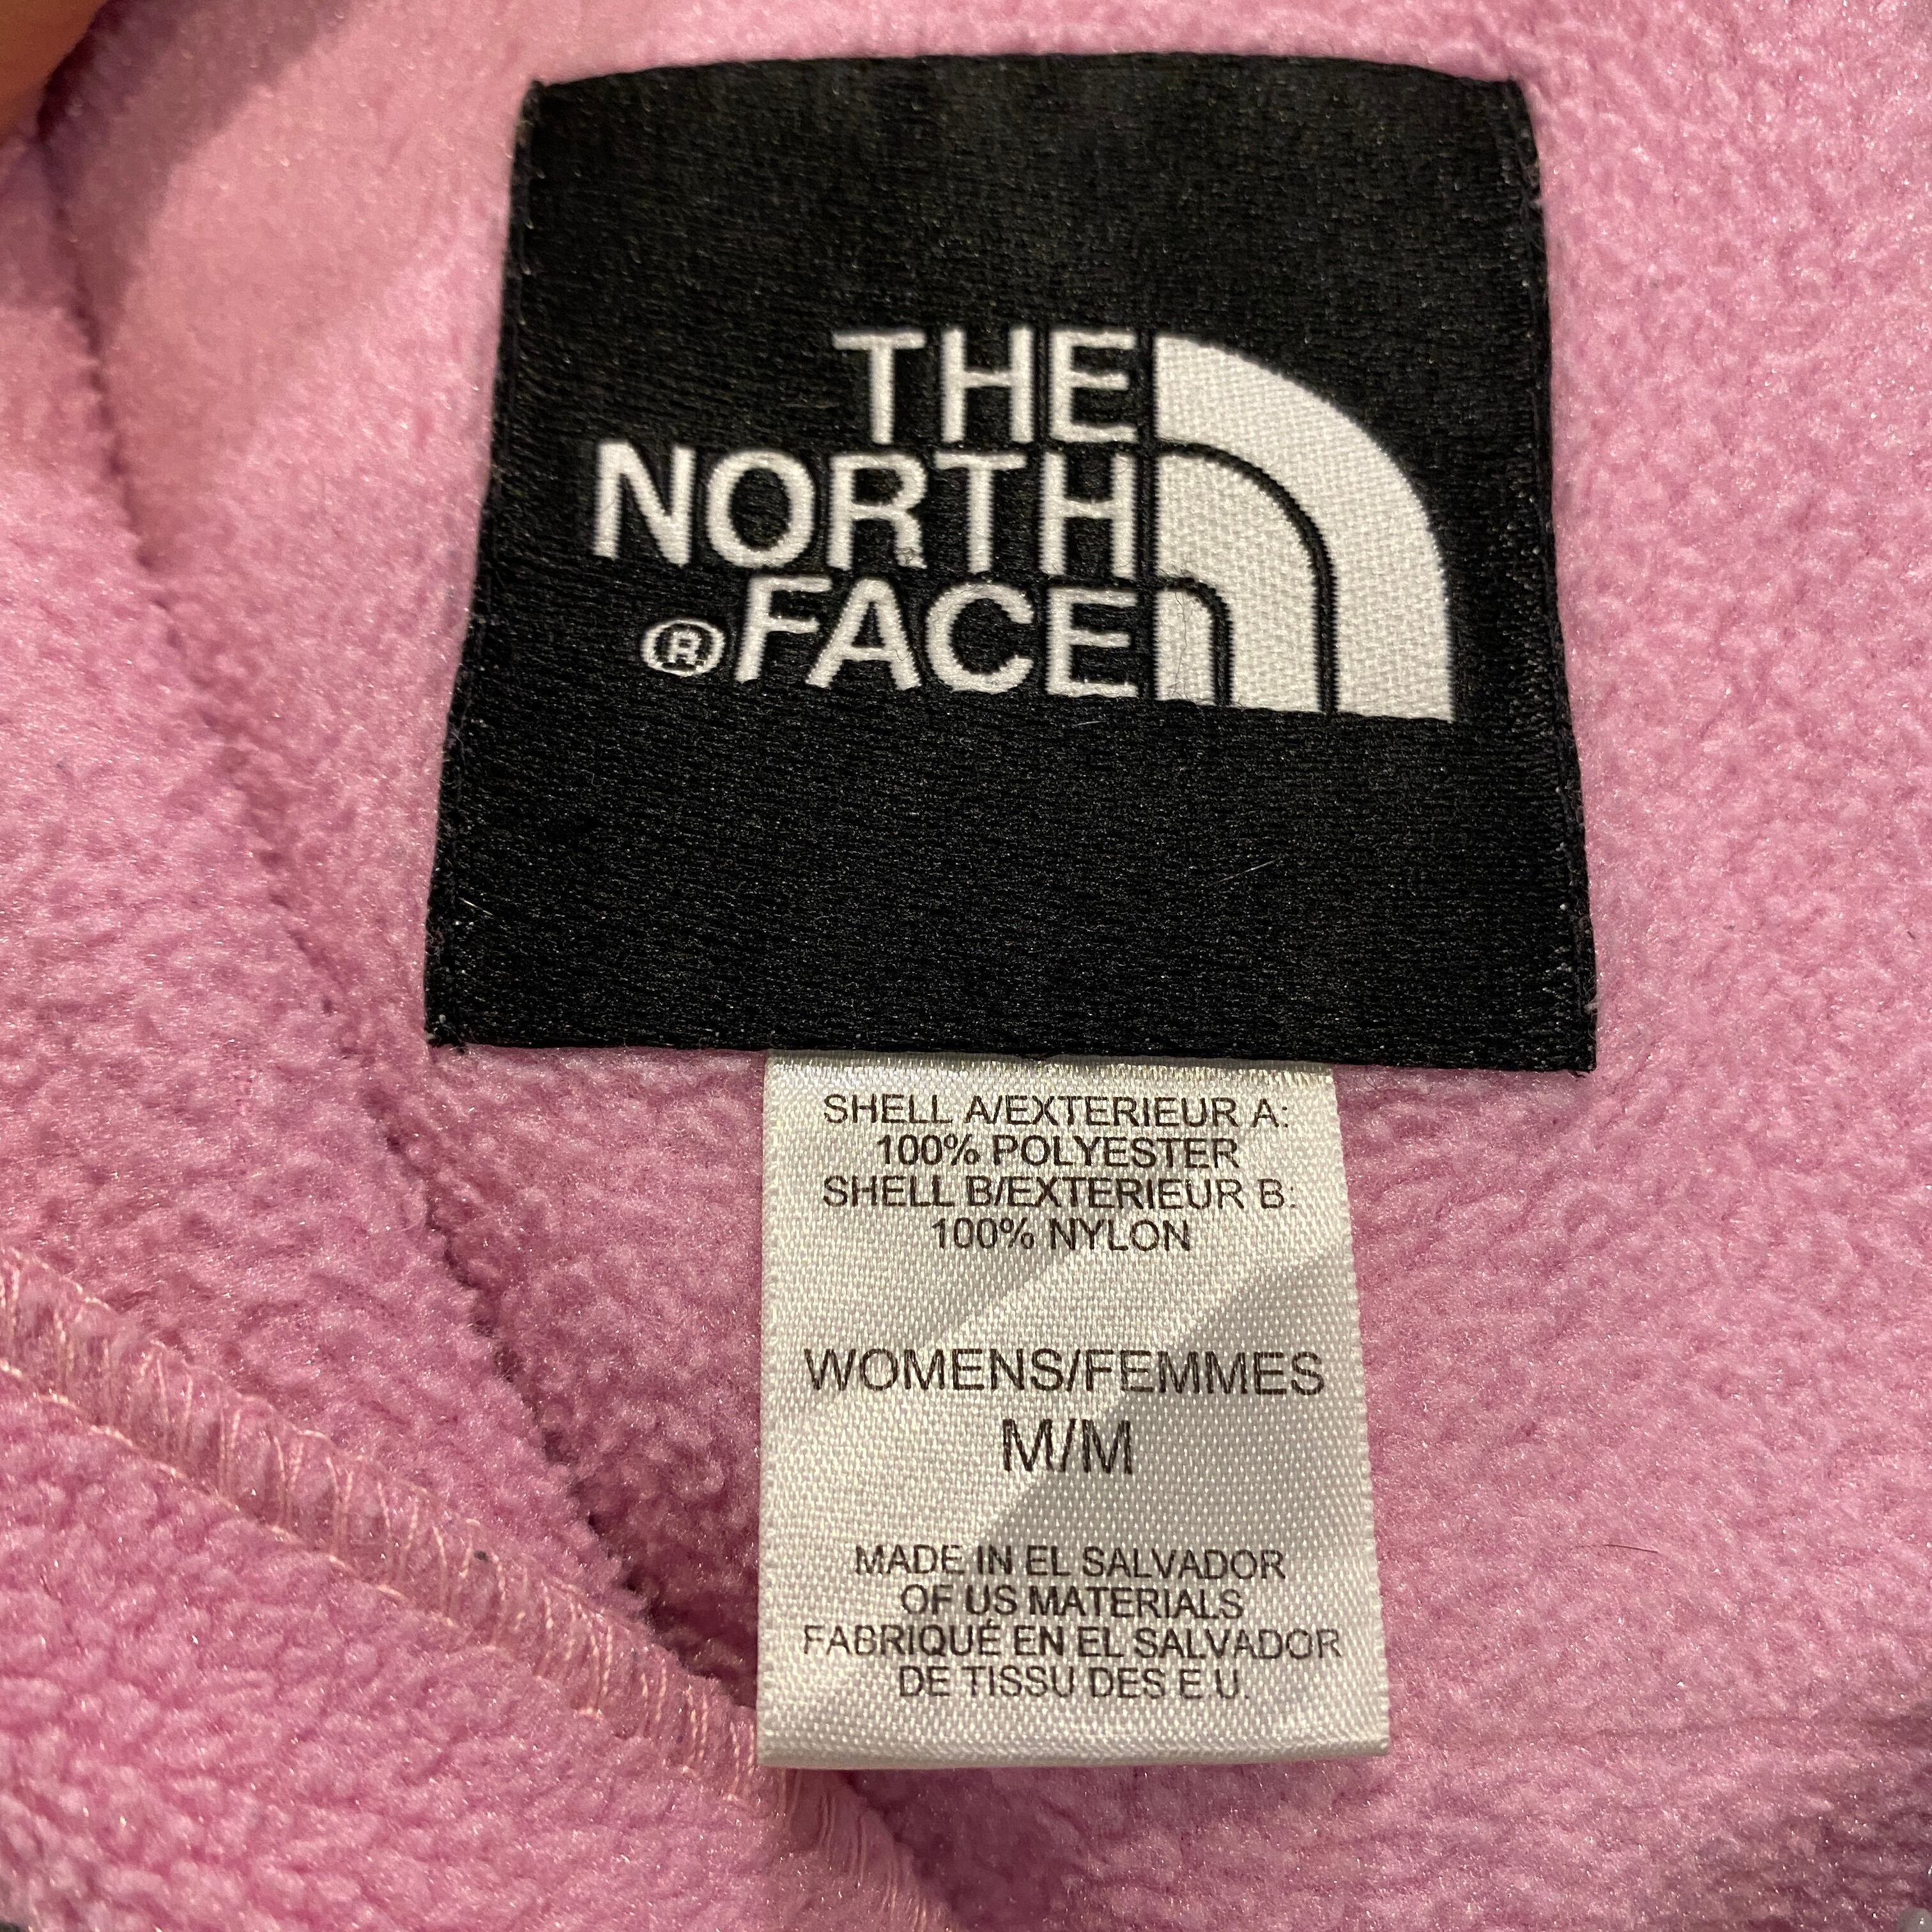 THE
NORTH
®FACE
SHELL A/EXTERIEUR A:
100% POLYESTER
SHELL B/EXTERIEUR B:
100% NYLON
WOMENS/FEMMES
M/M
MADE IN EL SALVADOR
OF US MATERIALS
FABRIQUÉ EN EL SALVADOR
DE TISSU DES E.U.